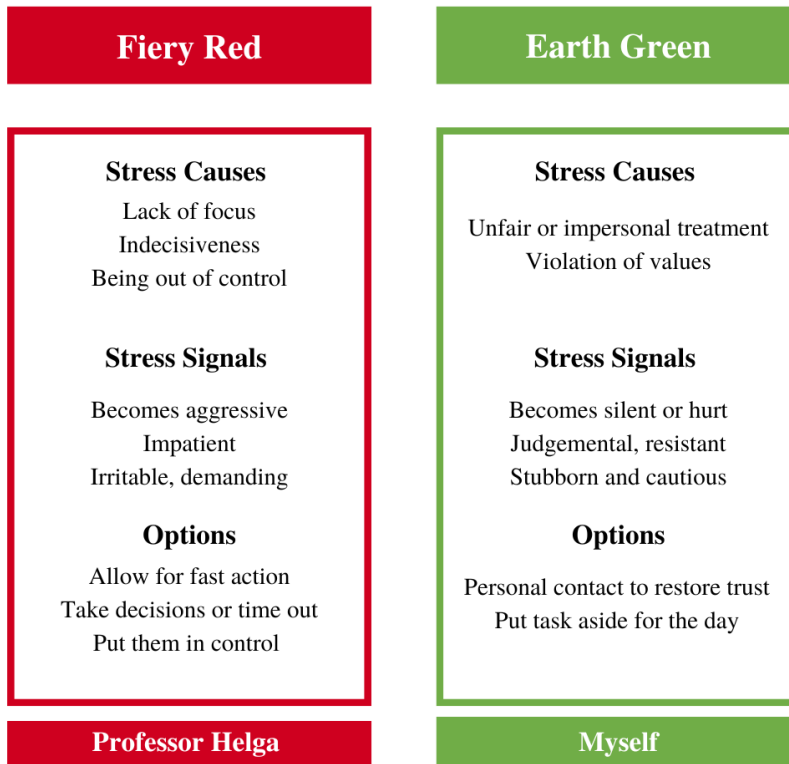 Fiery Red
Stress Causes
Lack of focus
Indecisiveness
Being out of control
Stress Signals
Becomes aggressive
Impatient
Irritable, demanding
Options
Allow for fast action
Take decisions or time out
Put them in control
Professor Helga
Earth Green
Stress Causes
Unfair or impersonal treatment
Violation of values
Stress Signals
Becomes silent or hurt
Judgemental, resistant
Stubborn and cautious
Options
Personal contact to restore trust
Put task aside for the day
Myself